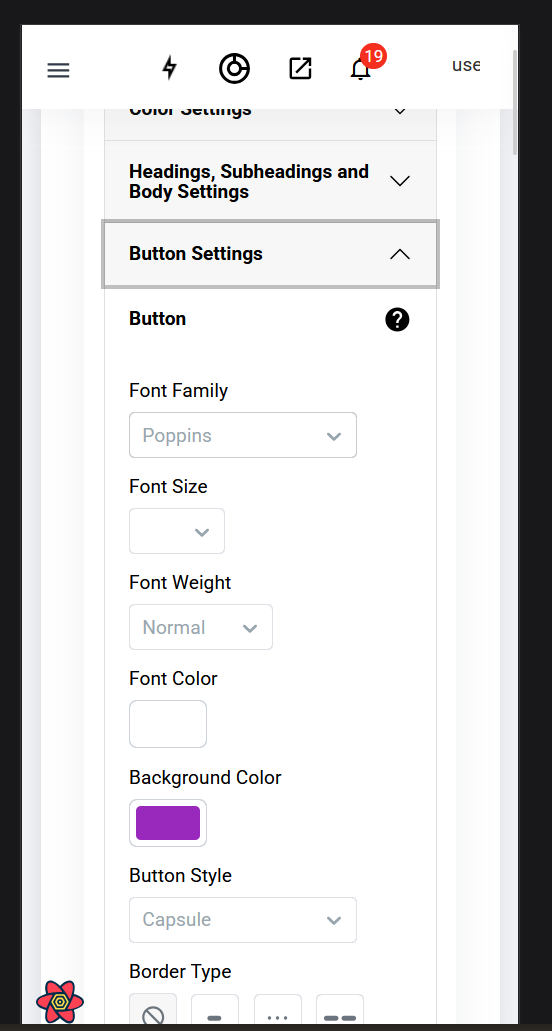 19
use
Color Settings
Headings, Subheadings and
Body Settings
Button Settings
Button
?
Font Family
Poppins
Font Size
Font Weight
Normal
Font Color
Background Color
Button Style
Capsule
Border Type